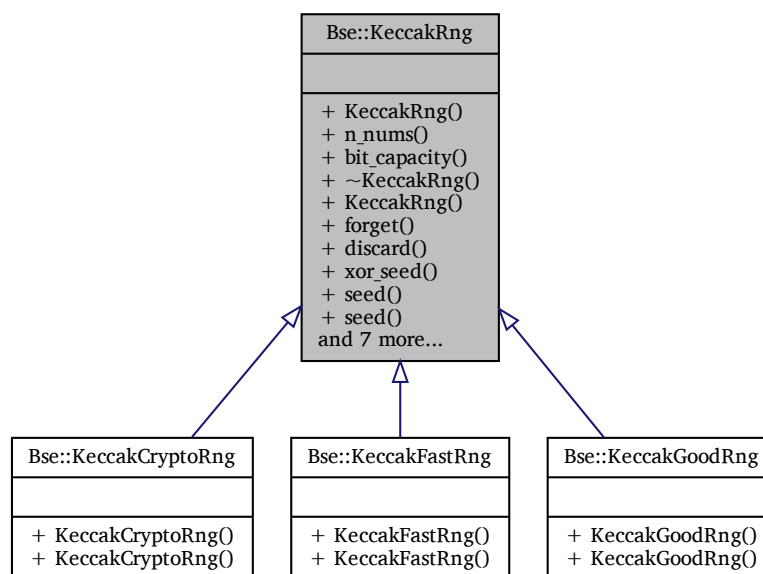 Bse::KeccakRng
+ KeccakRng()
+ n_nums()
+ bit_capacity()
+ ~KeccakRng()
+ KeccakRng()
+ forget()
+ discard()
+ xor_seed()
+ seed()
+ seed()
and 7 more...
Bse::KeccakCryptoRng
+ KeccakCryptoRng()
+ KeccakCryptoRng()
Bse::KeccakFastRng
+ KeccakFastRng()
+ KeccakFastRng()
Bse::KeccakGoodRng
+ KeccakGoodRng()
+ KeccakGoodRng()